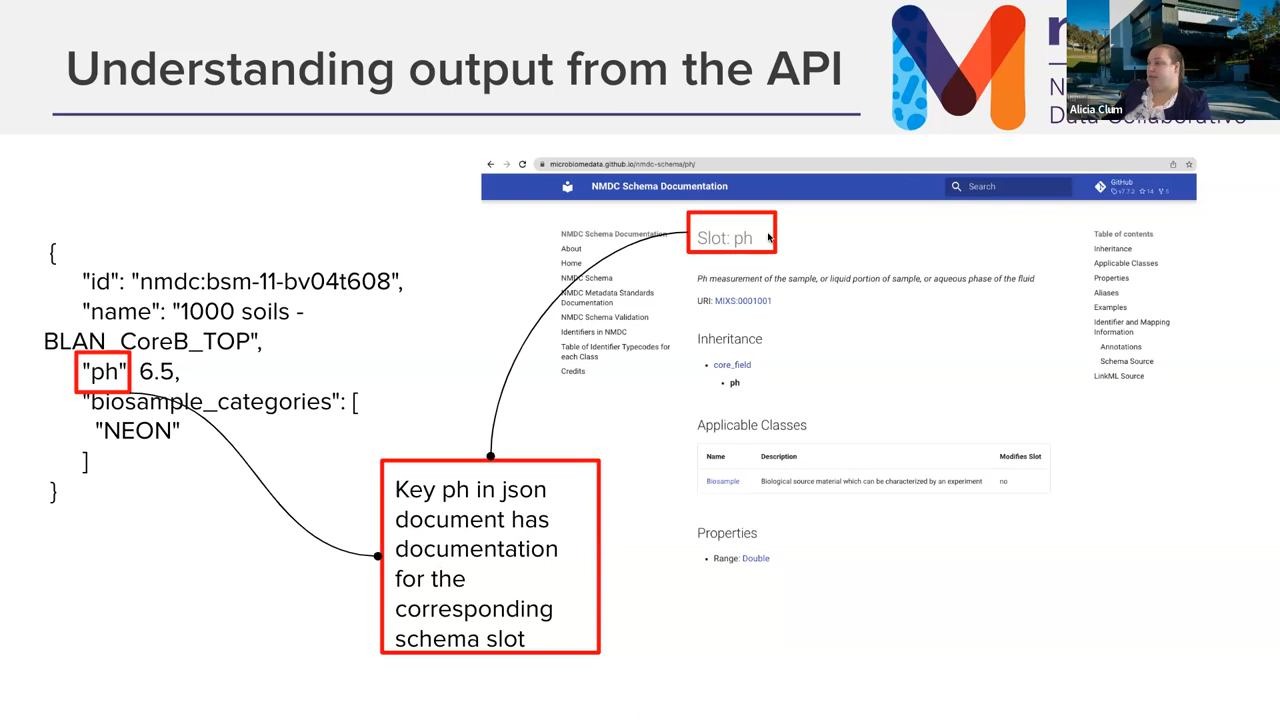 Understanding output from the API
Alicia Clum
{
"id": "nmdc:bsm-11-bv04t608",
"name": "1000 soils -
BLAN_CoreB_TOP",
"ph": 6.5,
"biosample_categories": [
"NEON"
]
}
Key ph in json
document has
documentation
for the
corresponding
schema slot
microbiomedata.github.io/nmdc-schema/ph/
NMDC Schema Documentation
Search
GitHub
v7.7.2 14 5
NMDC Schema Documentation
About
Home
NMDC Schema
NMDC Metadata Standards
Documentation
NMDC Schema Validation
Identifiers in NMDC
Table of Identifier Typecodes for
each Class
Credits
Slot: ph
Ph measurement of the sample, or liquid portion of sample, or aqueous phase of the fluid
URI: MIXS:0001001
Inheritance
• core_field
• ph
Applicable Classes
Name Description Modifies Slot
Biosample Biological source material which can be characterized by an experiment no
Properties
• Range: Double
Table of contents
Inheritance
Applicable Classes
Properties
Aliases
Examples
Identifier and Mapping
Information
Annotations
Schema Source
LinkML Source